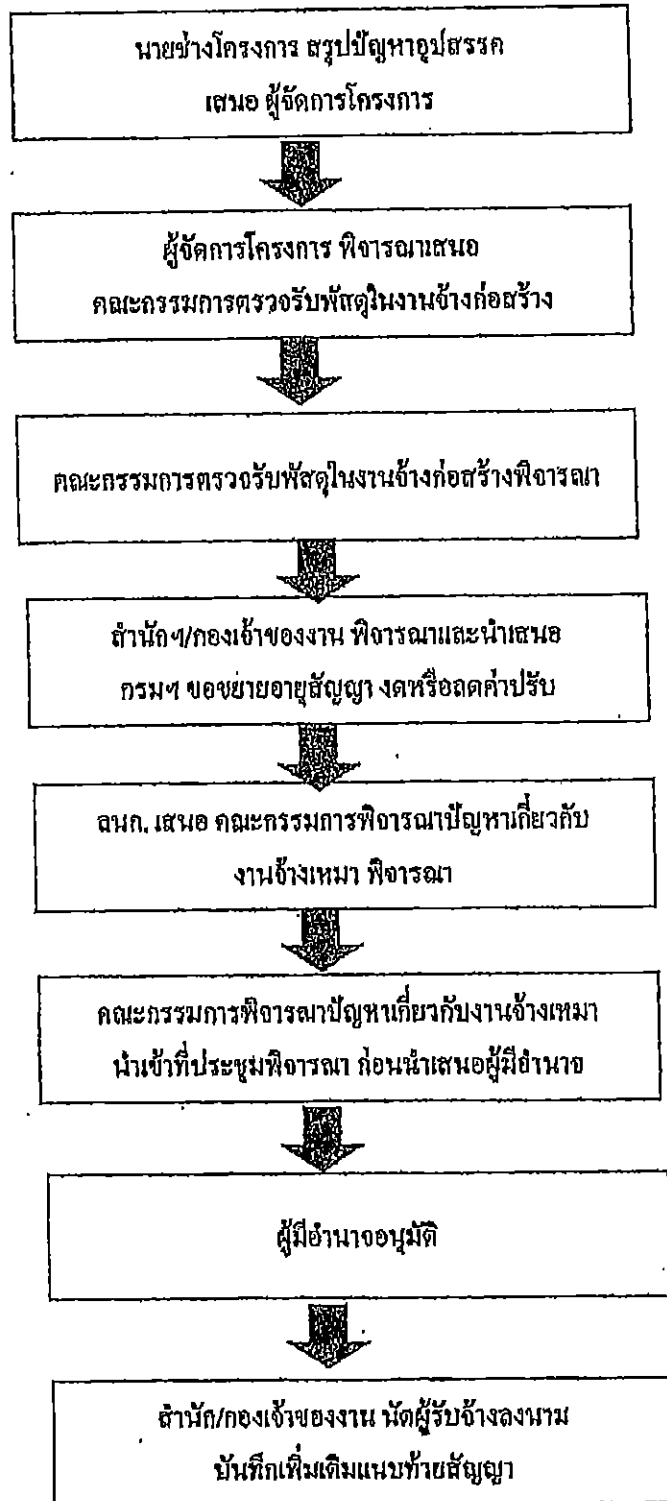 นายช่างโครงการ สรุปปัญหาอุปสรรค
เสนอ ผู้จัดการโครงการ
ผู้จัดการโครงการ พิจารณาเสนอ
คณะกรรมการตรวจรับพัสดุในงานจ้างก่อสร้าง
คณะกรรมการตรวจรับพัสดุในงานจ้างก่อสร้างพิจารณา
สำนักฯ/กองเจ้าของงาน พิจารณาและนำเสนอ
กรมฯ ขอขยายอายุสัญญา งดหรือลดค่าปรับ
ลนก. เสนอ คณะกรรมการพิจารณาปัญหาเกี่ยวกับ
งานจ้างเหมา พิจารณา
คณะกรรมการพิจารณาปัญหาเกี่ยวกับงานจ้างเหมา
นำเข้าที่ประชุมพิจารณา ก่อนนำเสนอผู้มีอำนาจ
ผู้มีอำนาจอนุมัติ
สำนัก/กองเจ้าของงาน นัดผู้รับจ้างลงนาม
บันทึกเพิ่มเติมแนบท้ายสัญญา